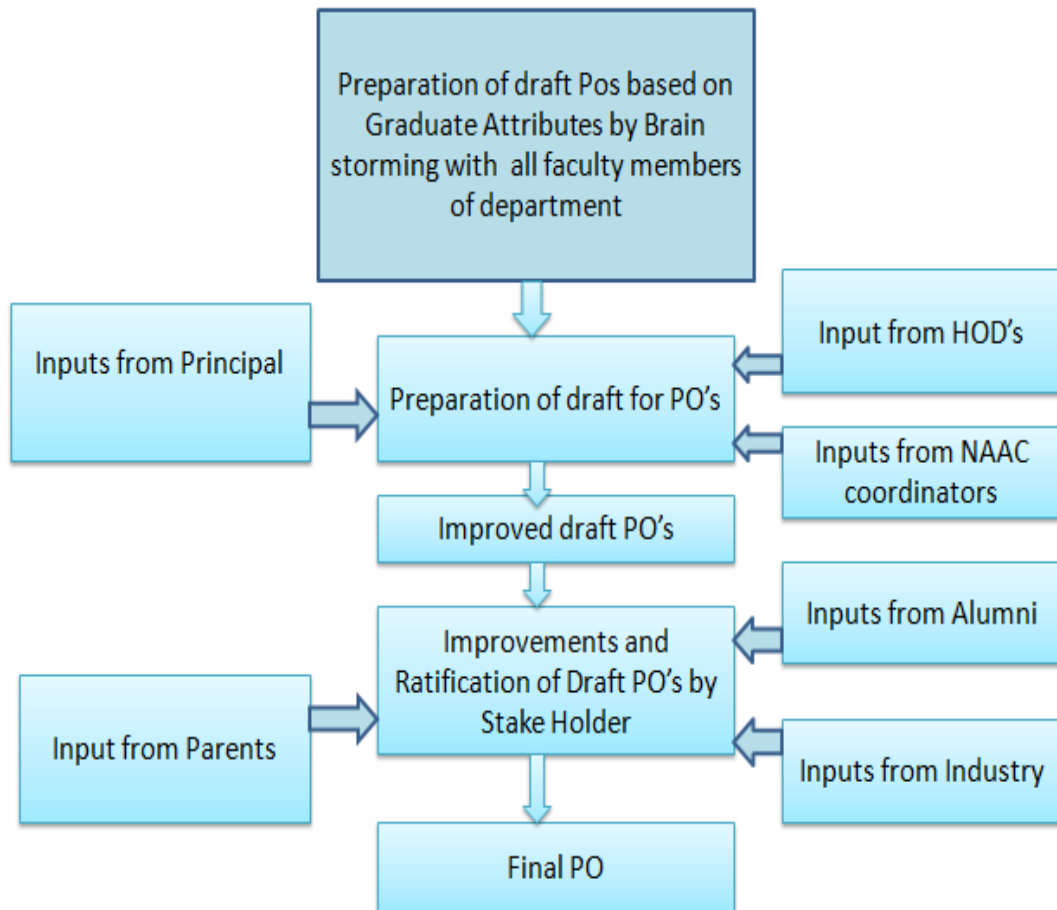 Preparation of draft Pos based on
Graduate Attributes by Brain
storming with all faculty members
of department
Inputs from Principal
Input from HOD’s
Preparation of draft for PO’s
Inputs from NAAC
coordinators
Improved draft PO’s
Inputs from Alumni
Improvements and
Ratification of Draft PO’s by
Stake Holder
Input from Parents
Inputs from Industry
Final PO